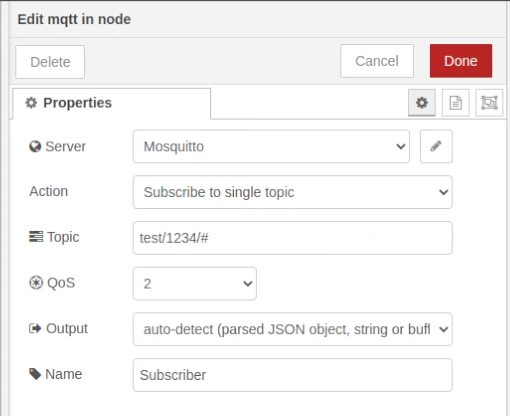 Edit mqtt in node
Delete
Cancel
Done
Properties
Server
Mosquitto
Action
Subscribe to single topic
Topic
test/1234/#
QoS
2
Output
auto-detect (parsed JSON object, string or buff
Name
Subscriber